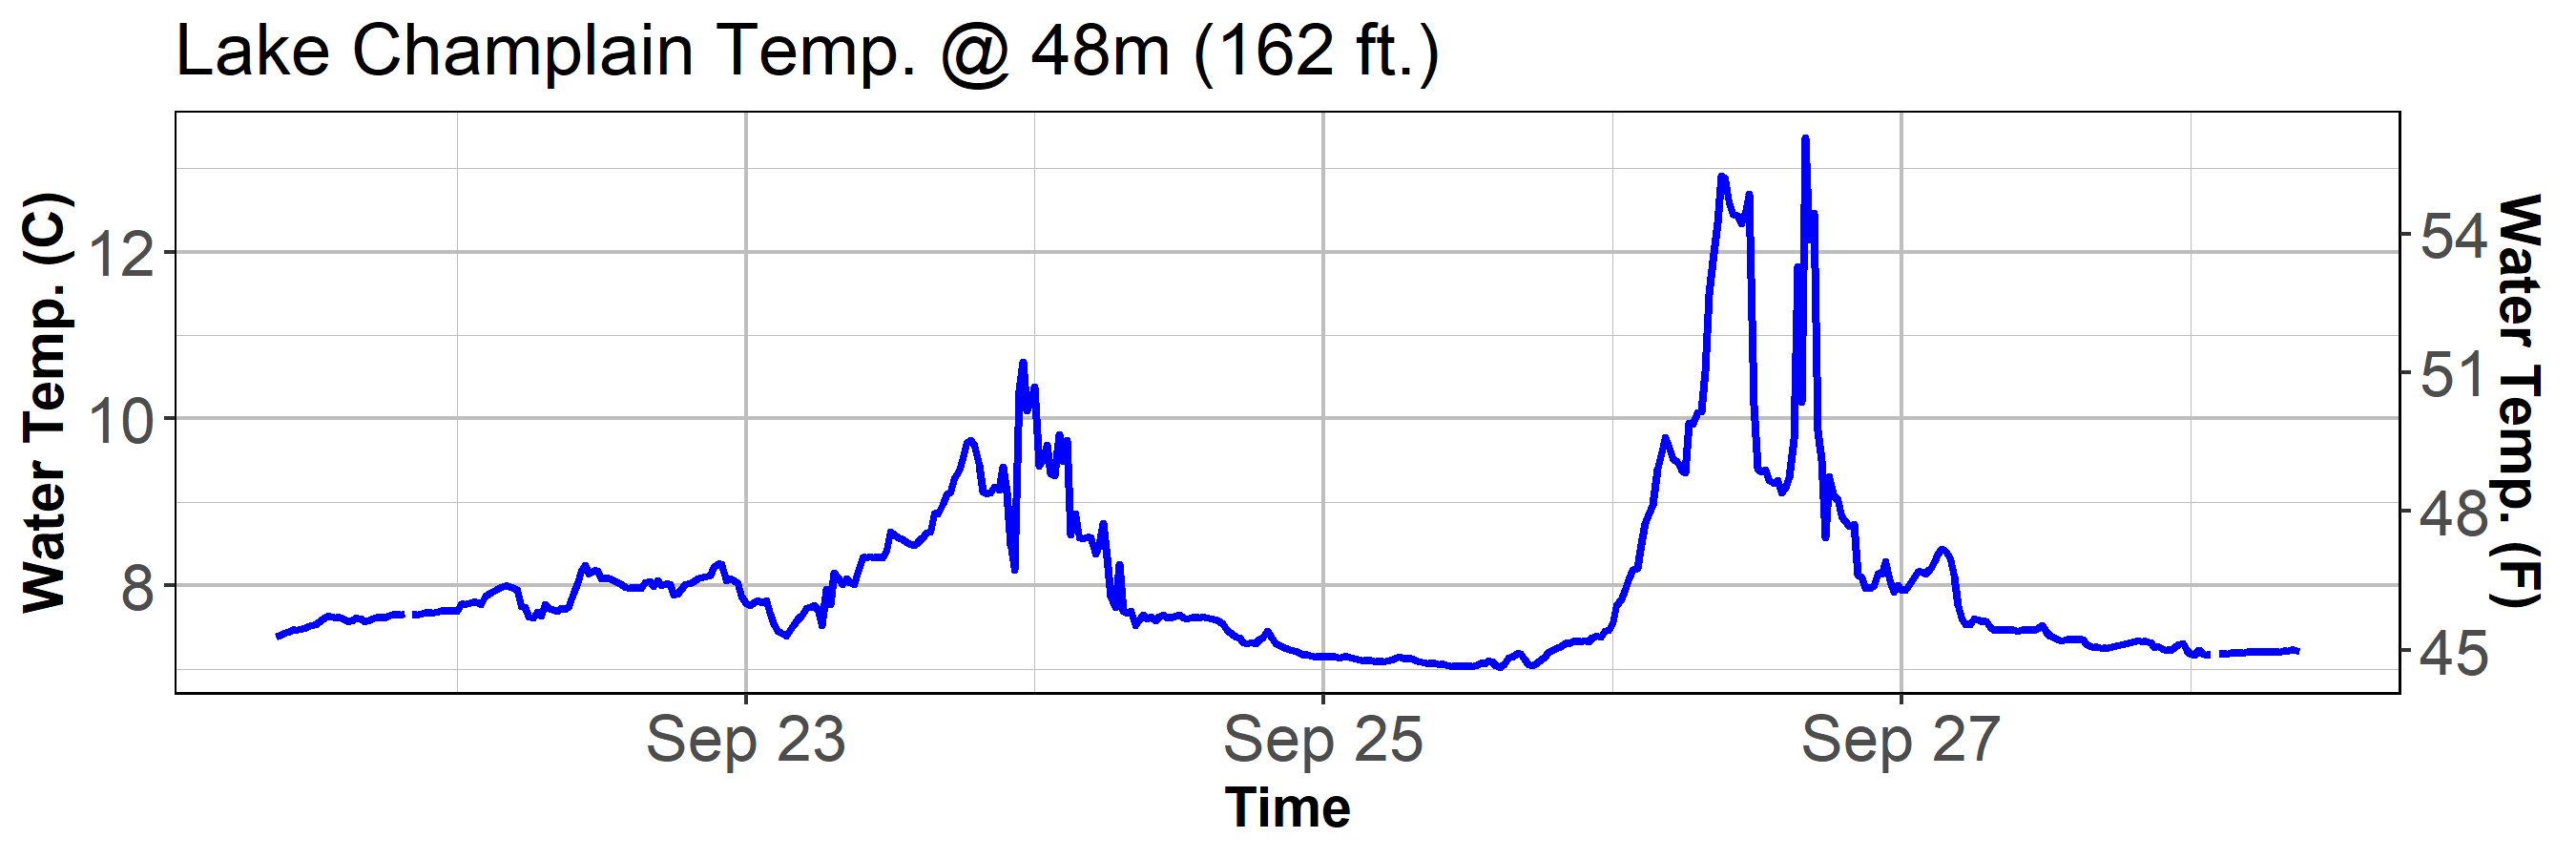 Lake Champlain Temp. @ 48m (162 ft.)
Water Temp. (C)
12
10
8
54
51
48
45
Water Temp. (F)
Sep 23
Sep 25
Sep 27
Time